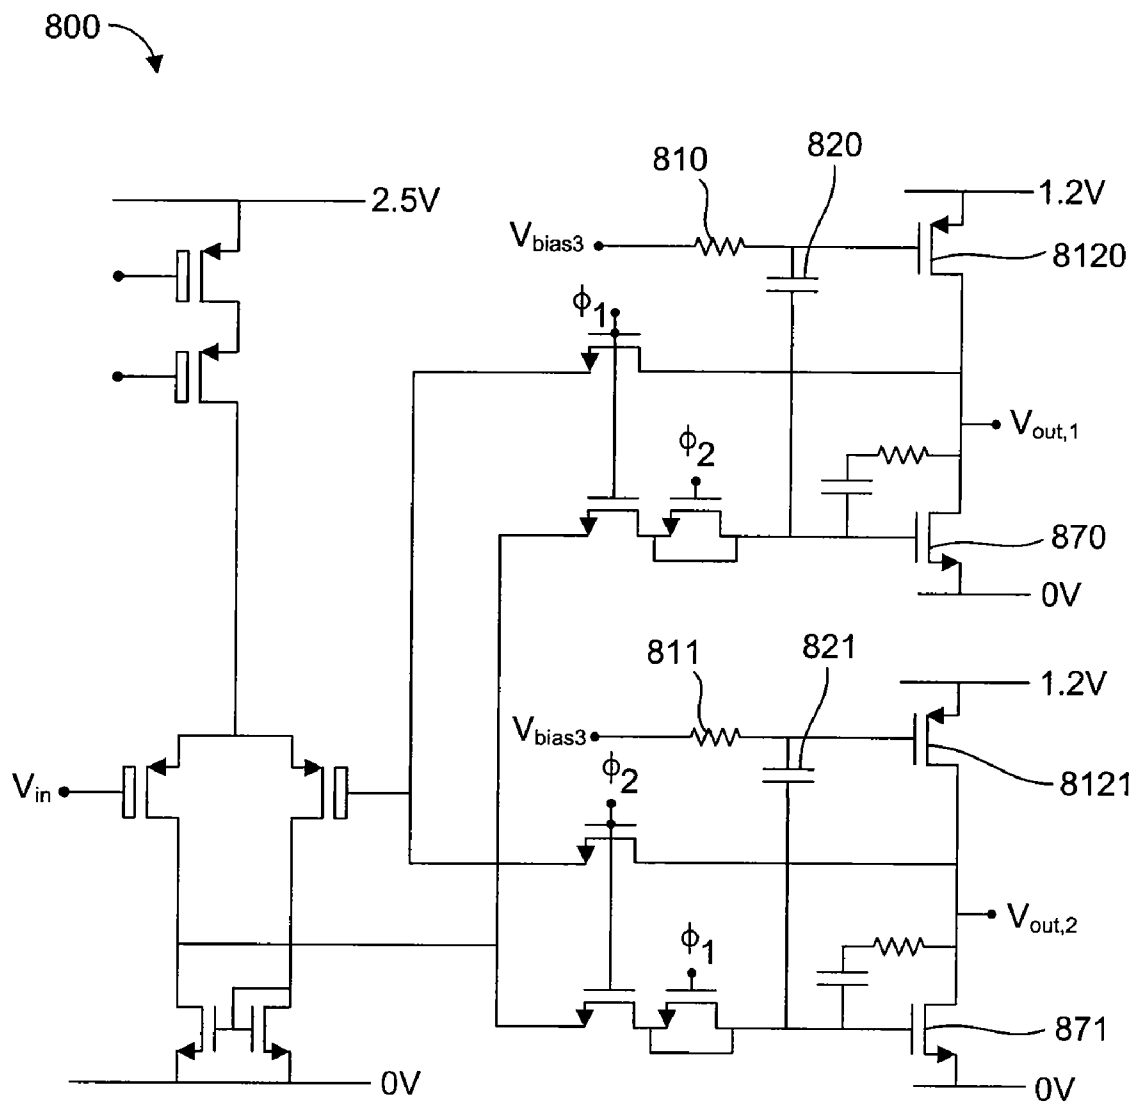 800
820
810
2.5V
1.2V
Vbias3
8120
ϕ1
Vout,1
ϕ2
870
0V
811
821
1.2V
Vbias3
ϕ2
Vin
8121
Vout,2
ϕ1
871
0V
0V